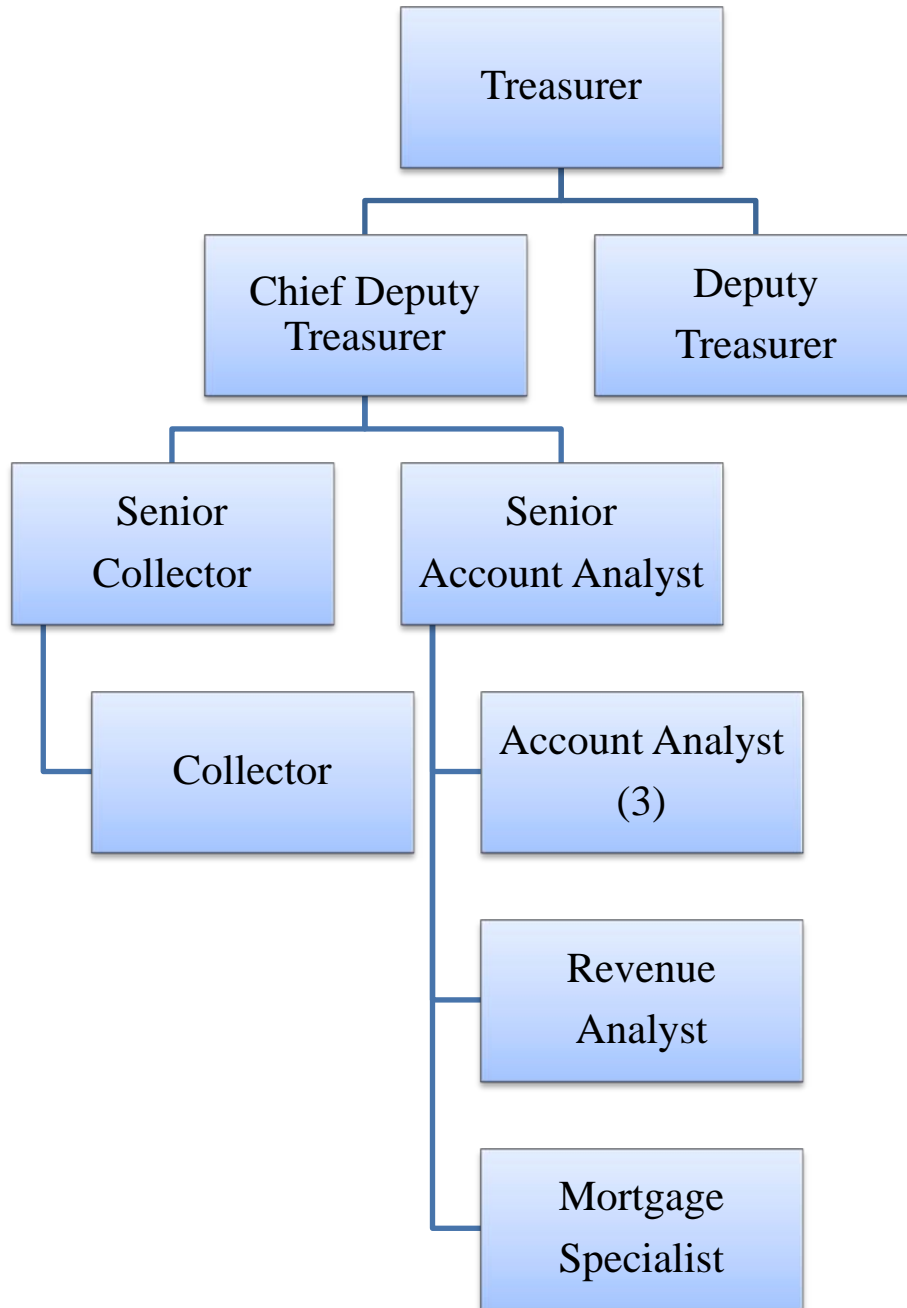 Treasurer
Chief Deputy
Treasurer
Deputy
Treasurer
Senior
Collector
Senior
Account Analyst
Collector
Account Analyst
(3)
Revenue
Analyst
Mortgage
Specialist